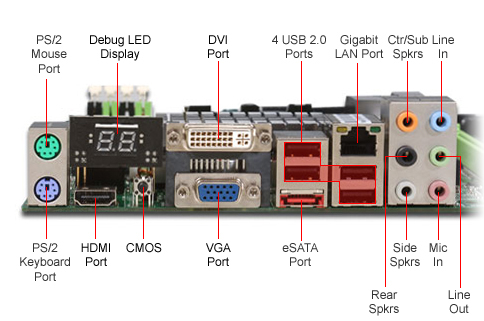 PS/2
Mouse
Port
Debug LED
Display
DVI
Port
4 USB 2.0
Ports
Gigabit
LAN Port
Ctr/Sub
Spkrs
Line
In
8.8.
PS/2
Keyboard
Port
HDMI
Port
CMOS
VGA
Port
eSATA
Port
Side
Spkrs
Mic
In
Rear
Spkrs
Line
Out